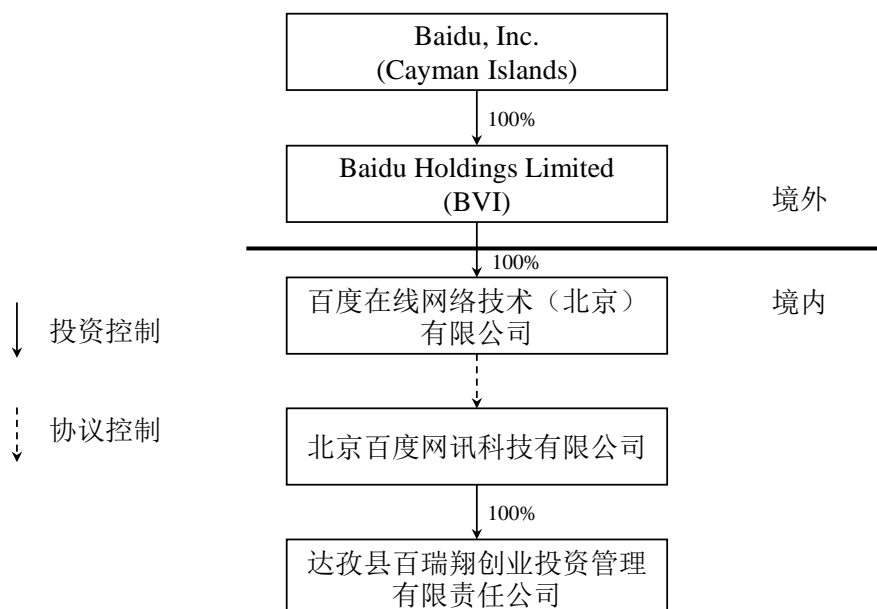 Baidu, Inc.
(Cayman Islands)
100%
Baidu Holdings Limited
(BVI)
境外
100%
百度在线网络技术（北京）
有限公司
境内
投资控制
协议控制
北京百度网讯科技有限公司
100%
达孜县百瑞翔创业投资管理
有限责任公司